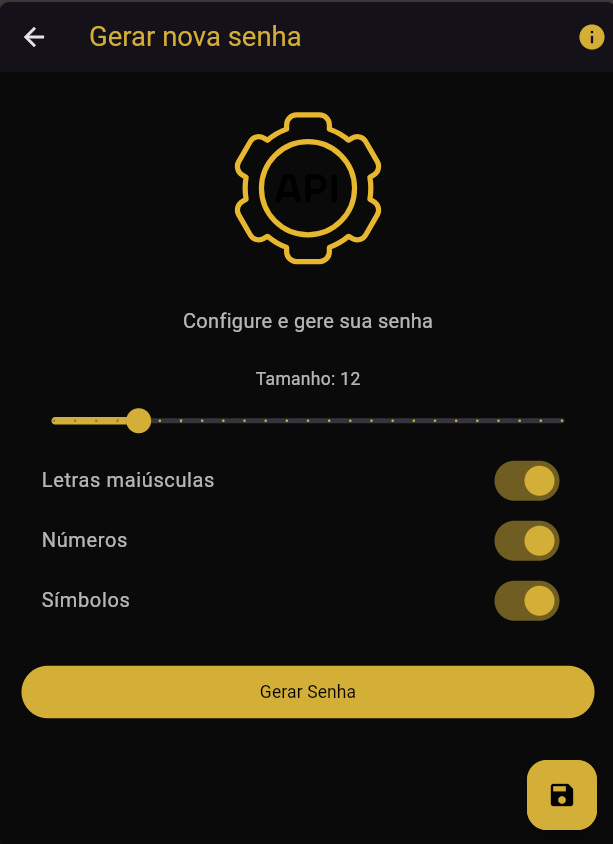 Gerar nova senha
API
Configure e gere sua senha
Tamanho: 12
Letras maiúsculas
Números
Símbolos
Gerar Senha